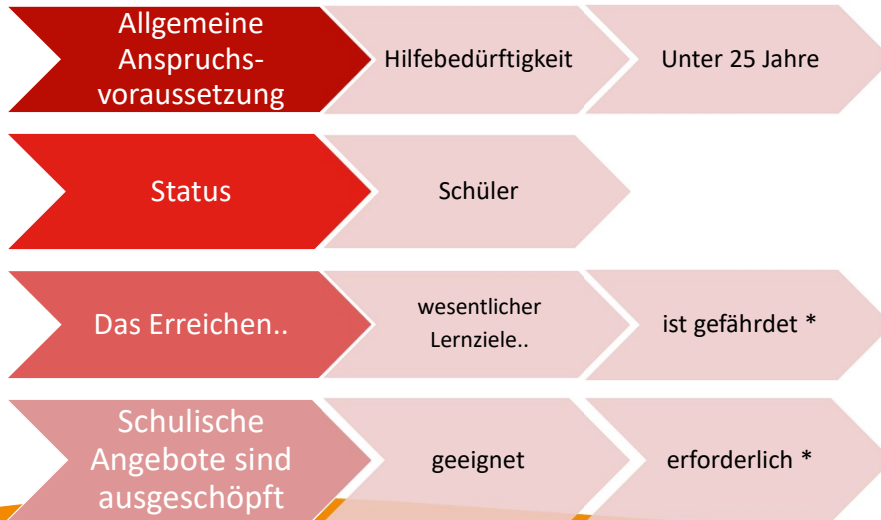 Allgemeine
Anspruchs-
voraussetzung
Hilfebedürftigkeit
Unter 25 Jahre
Status
Schüler
Das Erreichen..
wesentlicher
Lernziele..
ist gefährdet *
Schulische
Angebote sind
ausgeschöpft
geeignet
erforderlich *